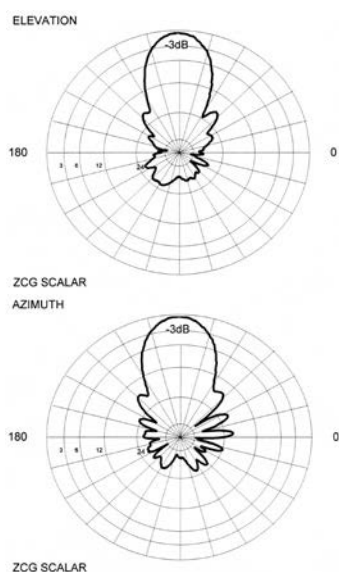 ELEVATION
-3dB
180
0
3 6 12
24
ZCG SCALAR
AZIMUTH
-3dB
180
0
3 6 12
24
ZCG SCALAR